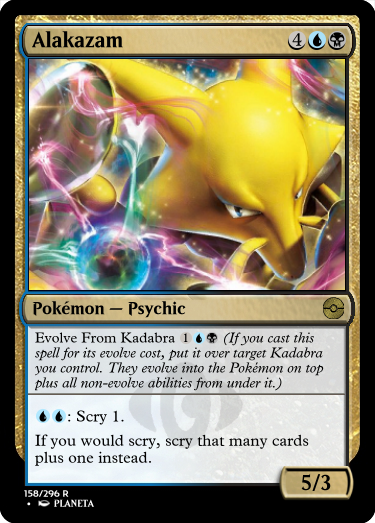 Alakazam 4
Pokémon — Psychic
Evolve From Kadabra 1 (If you cast this
spell for its evolve cost, put it over target Kadabra
you control. They evolve into the Pokémon on top
plus all non-evolve abilities from under it.)
: Scry 1.
If you would scry, scry that many cards
plus one instead.
5/3
158/296 R
• PLANETA